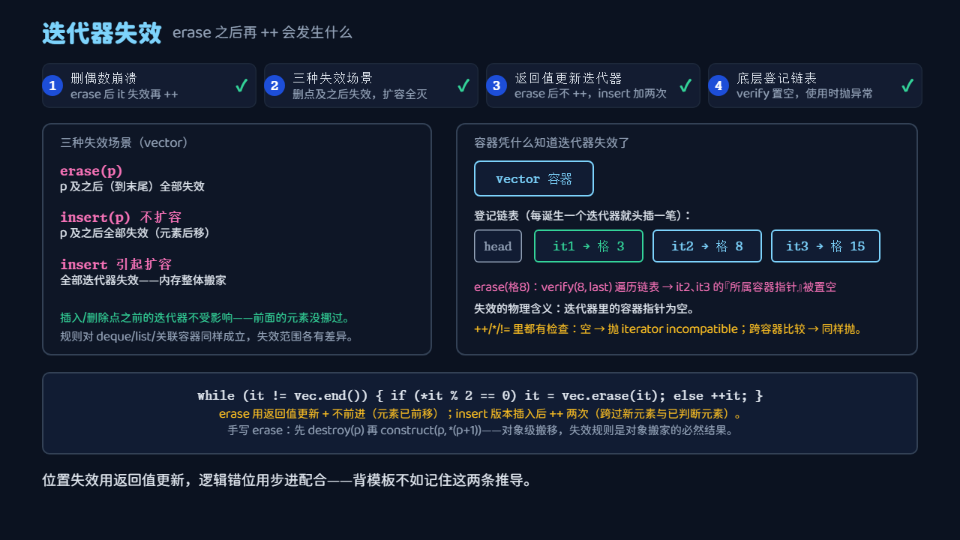 迭代器失效 erase 之后再 ++ 会发生什么
1 删偶数崩溃 ✓
erase 后 it 失效再 ++
2 三种失效场景 ✓
删点及之后失效，扩容全灭
3 返回值更新迭代器 ✓
erase 后不 ++，insert 加两次
4 底层登记链表 ✓
verify 置空，使用时抛异常
三种失效场景（vector）
erase(p)
p 及之后（到末尾）全部失效
insert(p) 不扩容
p 及之后全部失效（元素后移）
insert 引起扩容
全部迭代器失效——内存整体搬家
插入/删除点之前的迭代器不受影响——前面的元素没挪过。
规则对 deque/list/关联容器同样成立，失效范围各有差异。
容器凭什么知道迭代器失效了
vector 容器
登记链表（每诞生一个迭代器就头插一笔）：
head
it1 → 格 3
it2 → 格 8
it3 → 格 15
erase(格8)：verify(8, last) 遍历链表 → it2、it3 的『所属容器指针』被置空
失效的物理含义：迭代器里的容器指针为空。
++/*/!= 里都有检查：空 → 抛 iterator incompatible；跨容器比较 → 同样抛。
while (it != vec.end()) { if (*it % 2 == 0) it = vec.erase(it); else ++it; }
erase 用返回值更新 + 不前进（元素已前移）；insert 版本插入后 ++ 两次（跨过新元素与已判断元素）。
手写 erase：先 destroy(p) 再 construct(p, *(p+1))——对象级搬移，失效规则是对象搬家的必然结果。
位置失效用返回值更新，逻辑错位用步进配合——背模板不如记住这两条推导。